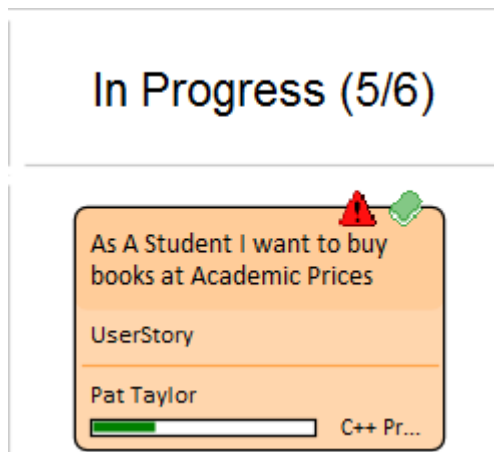 In Progress (5/6)
As A Student I want to buy
books at Academic Prices
UserStory
Pat Taylor
C++ Pr...